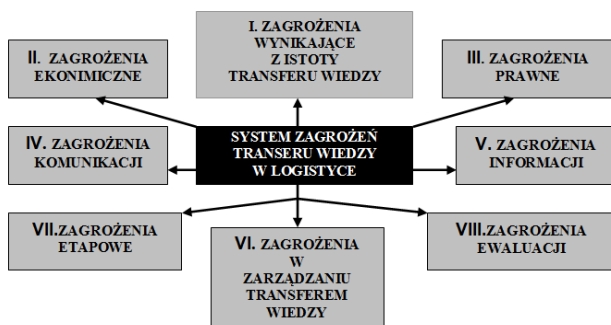 I. ZAGROŻENIA
WYNIKAJĄCE
Z ISTOTY
TRANSFERU WIEDZY
II. ZAGROŻENIA
EKONIMICZNE
III. ZAGROŻENIA
PRAWNE
SYSTEM ZAGROŻEŃ
TRANSERU WIEDZY
W LOGISTYCE
IV. ZAGROŻENIA
KOMUNIKACJI
V. ZAGROŻENIA
INFORMACJI
VII.ZAGROŻENIA
ETAPOWE
VI. ZAGROŻENIA
W
ZARZĄDZANIU
TRANSFEREM
WIEDZY
VIII.ZAGROŻENIA
EWALUACJI